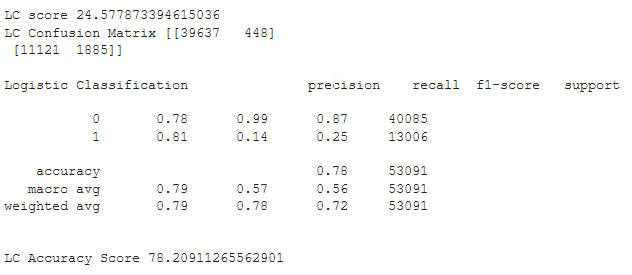 LC score 24.577873394615036
LC Confusion Matrix [[39637   448]
 [11121  1885]]
Logistic Classification               precision    recall  f1-score   support
           0       0.78      0.99      0.87     40085
           1       0.81      0.14      0.25     13006
    accuracy                           0.78     53091
   macro avg       0.79      0.57      0.56     53091
weighted avg       0.79      0.78      0.72     53091
LC Accuracy Score 78.20911265562901